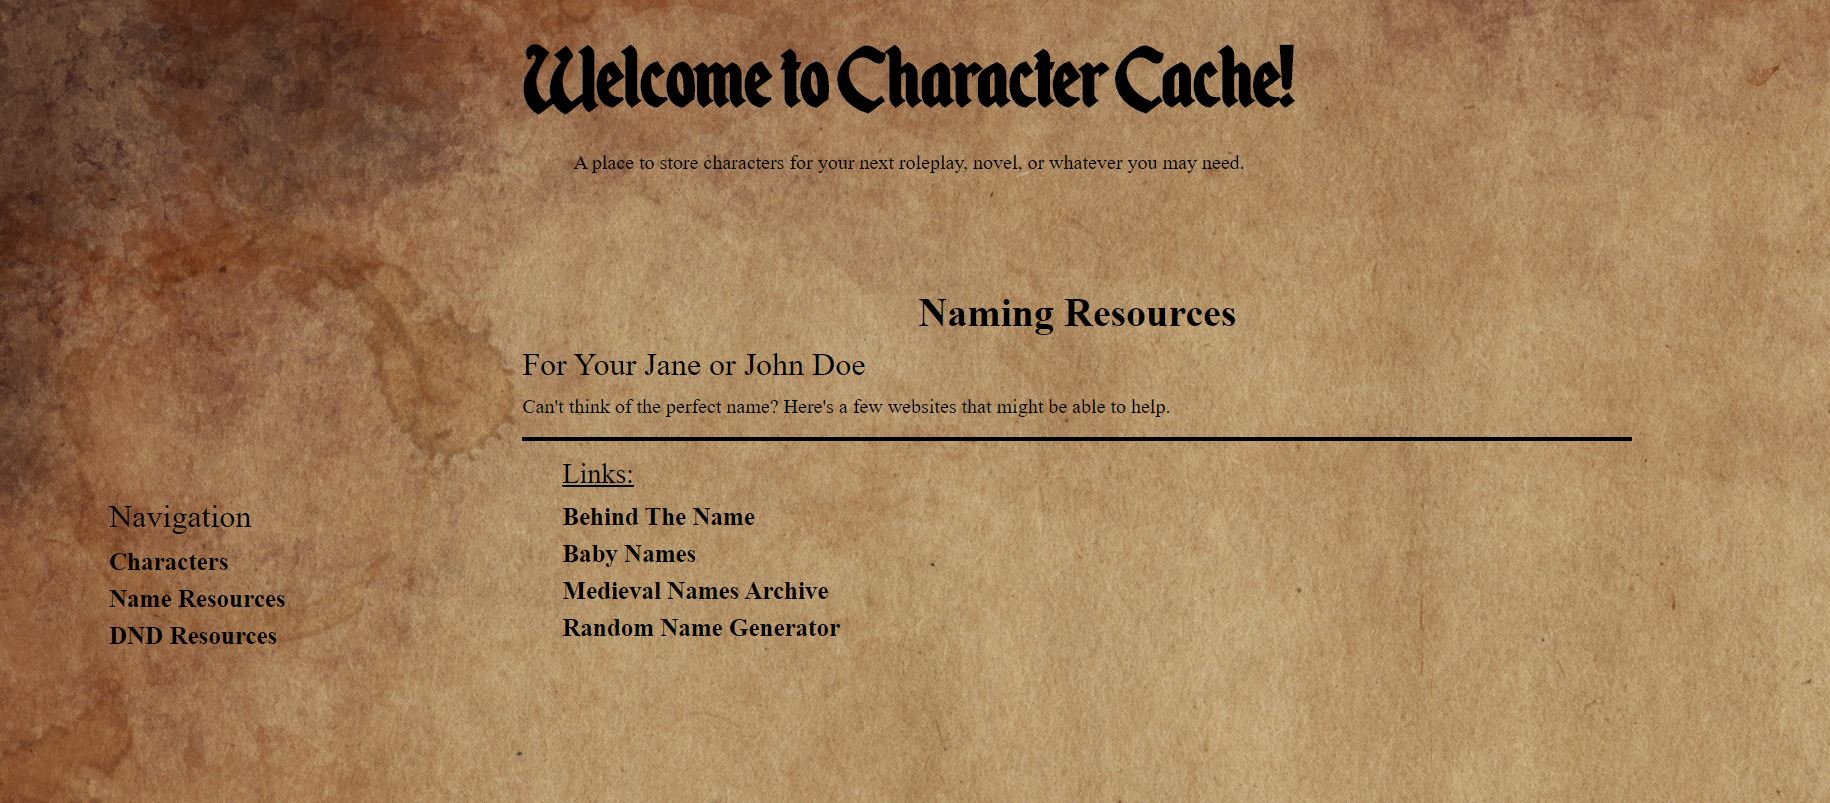 Welcome to Character Cache!
A place to store characters for your next roleplay, novel, or whatever you may need.
Naming Resources
For Your Jane or John Doe
Can't think of the perfect name? Here's a few websites that might be able to help.
Links:
Behind The Name
Baby Names
Medieval Names Archive
Random Name Generator
Navigation
Characters
Name Resources
DND Resources